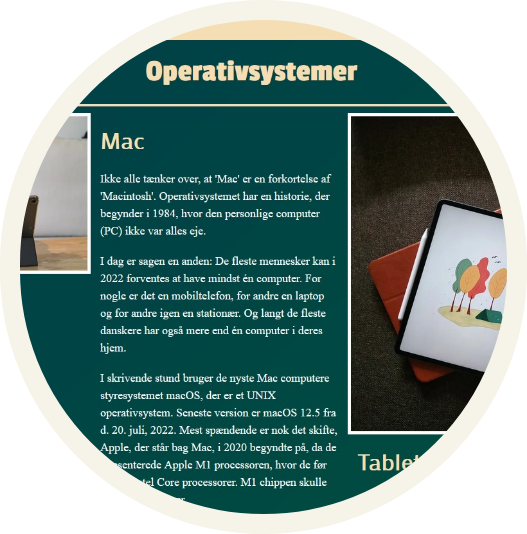 Operativsystemer
Mac
Ikke alle tænker over, at 'Mac' er en forkortelse af
'Macintosh'. Operativsystemet har en historie, der
begynder i 1984, hvor den personlige computer
(PC) ikke var alles eje.
I dag er sagen en anden: De fleste mennesker kan i
2022 forventes at have mindst én computer. For
nogle er det en mobiltelefon, for andre en laptop
og for andre igen en stationær. Og langt de fleste
danskere har også mere end én computer i deres
hjem.
I skrivende stund bruger de nyste Mac computere
styresystemet macOS, der er et UNIX
operativsystem. Seneste version er macOS 12.5 fra
d. 20. juli, 2022. Mest spændende er nok det skifte,
Apple, der står bag Mac, i 2020 begyndte på, da de
Apple M1 processoren, hvor de før
Core processorer. M1 chippen skulle